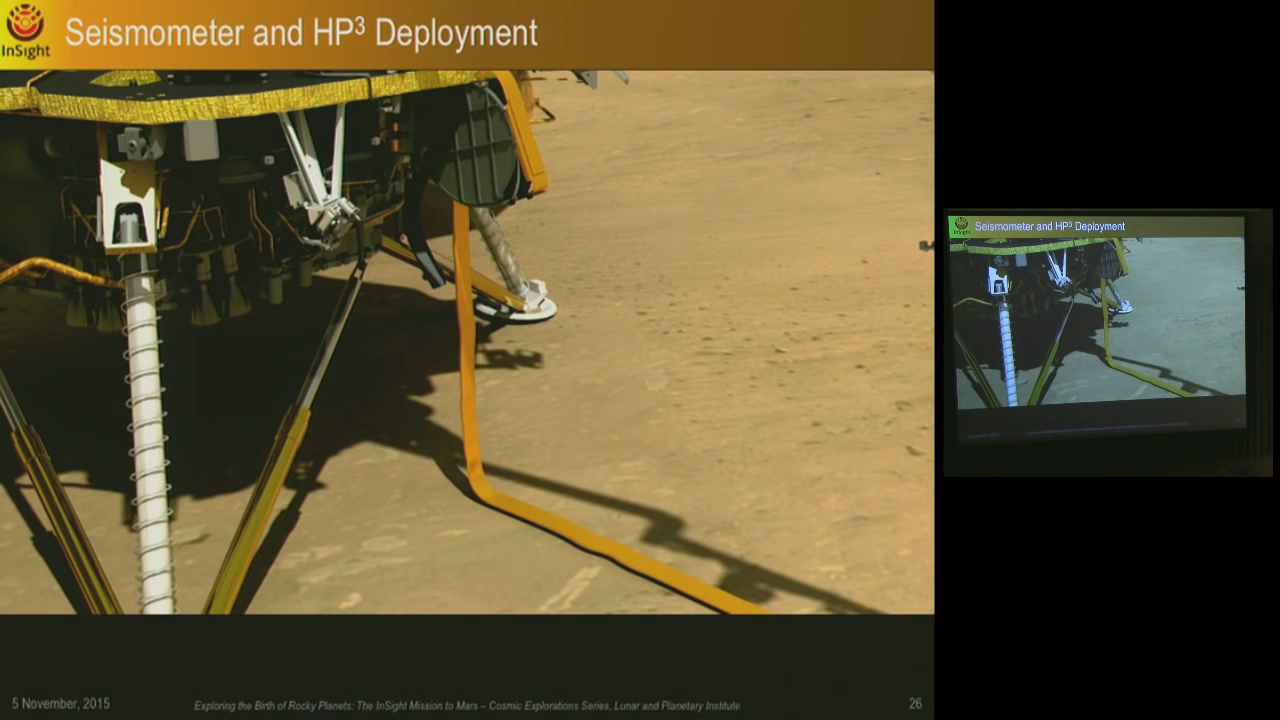 InSight
Seismometer and HP³ Deployment
InSight
Seismometer and HP³ Deployment
5 November, 2015
Exploring the Birth of Rocky Planets: The InSight Mission to Mars – Cosmic Explorations Series, Lunar and Planetary Institute
26